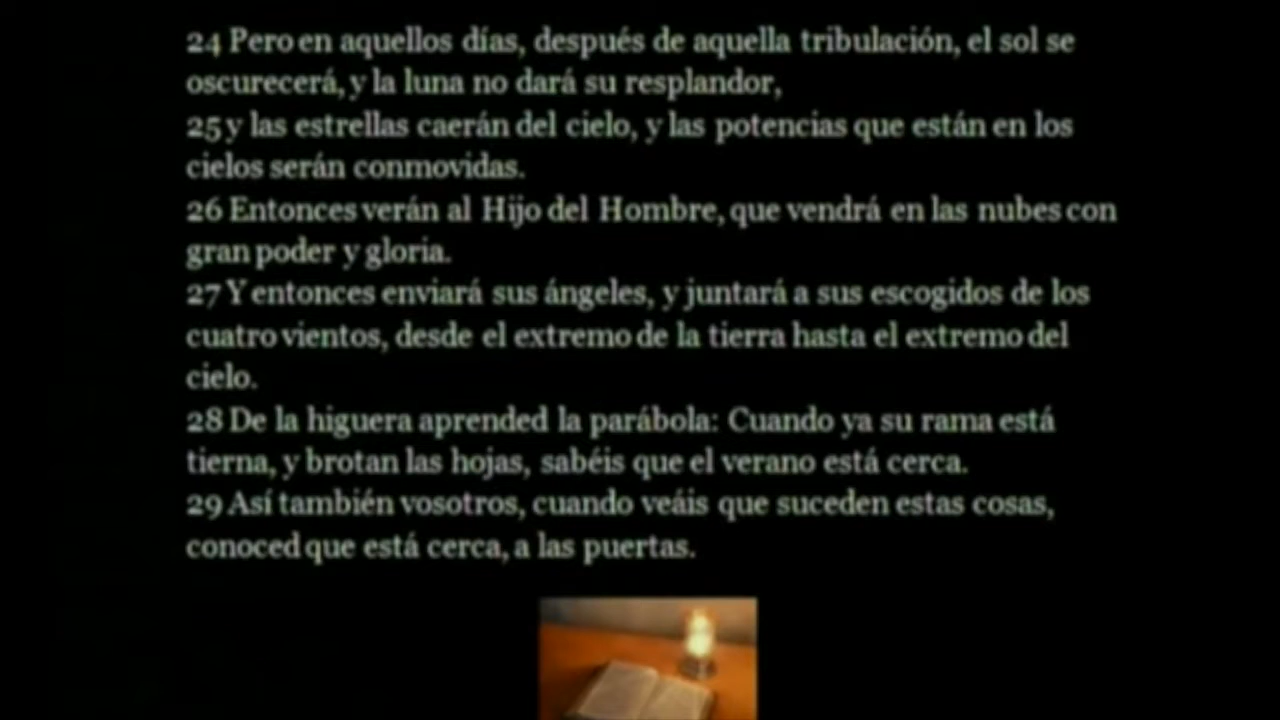 24 Pero en aquellos días, después de aquella tribulación, el sol se
oscurecerá, y la luna no dará su resplandor,
25 y las estrellas caerán del cielo, y las potencias que están en los
cielos serán conmovidas.
26 Entonces verán al Hijo del Hombre, que vendrá en las nubes con
gran poder y gloria.
27 Y entonces enviará sus ángeles, y juntará a sus escogidos de los
cuatro vientos, desde el extremo de la tierra hasta el extremo del
cielo.
28 De la higuera aprended la parábola: Cuando ya su rama está
tierna, y brotan las hojas, sabéis que el verano está cerca.
29 Así también vosotros, cuando veáis que suceden estas cosas,
conoced que está cerca, a las puertas.